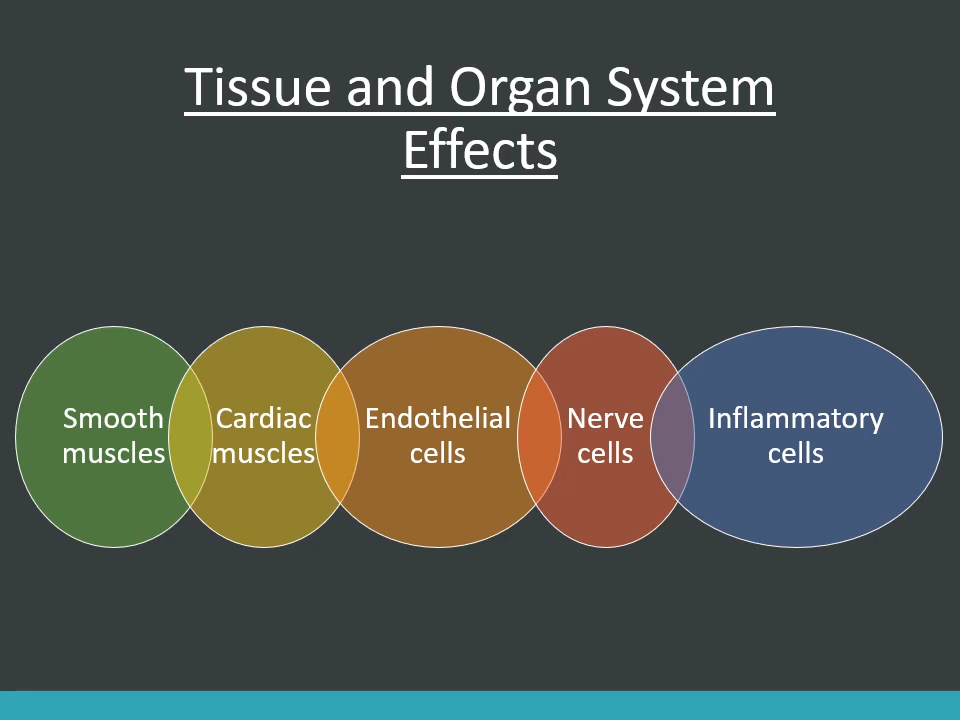 Tissue and Organ System
Effects
Smooth
muscles
Cardiac
muscles
Endothelial
cells
Nerve
cells
Inflammatory
cells